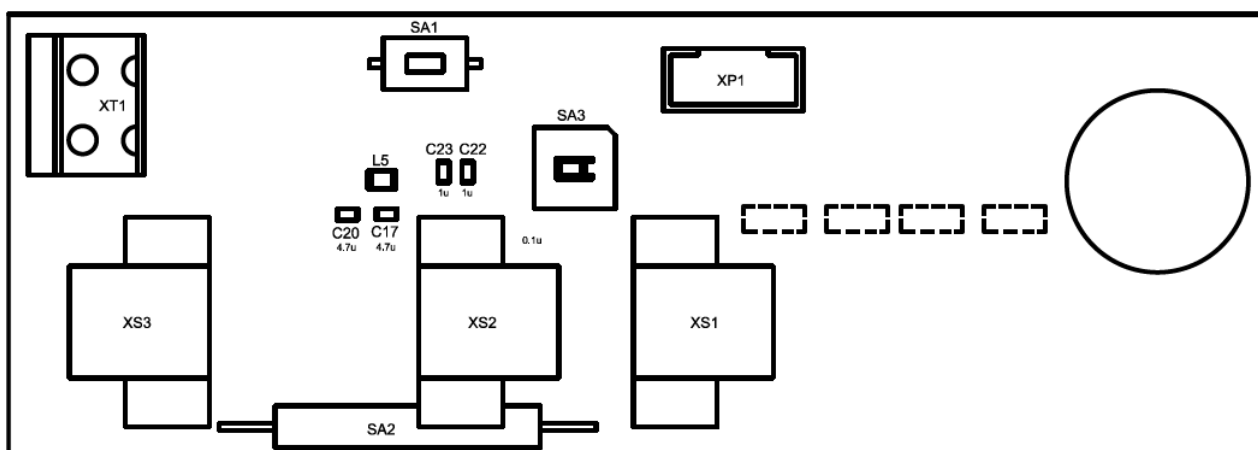 SA1
XT1
XP1
SA3
C23 C22
1u 1u
L5
C20 C17
4.7u 4.7u
0.1u
XS3
XS2
XS1
SA2